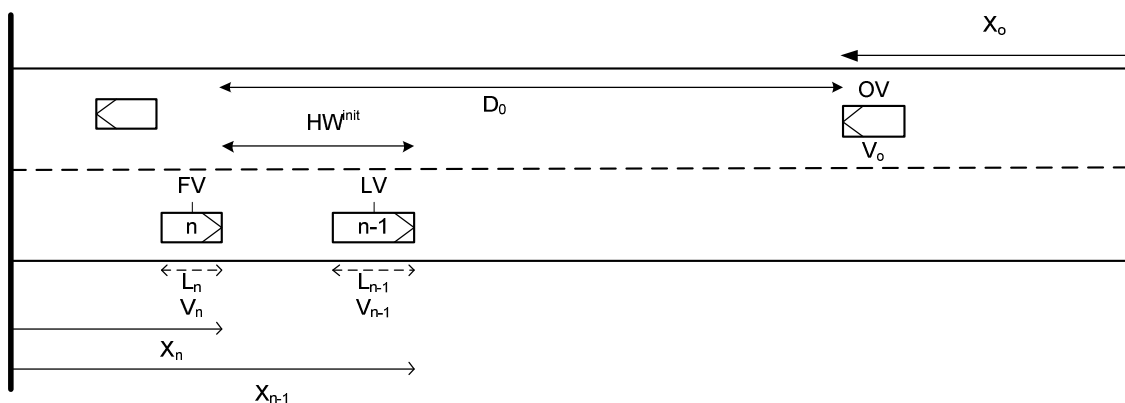 Xₒ
OV
D₀
HWⁱⁿⁱᵗ
Vₒ
FV LV
n n-1
Lₙ Lₙ₋₁
Vₙ Vₙ₋₁
Xₙ
Xₙ₋₁